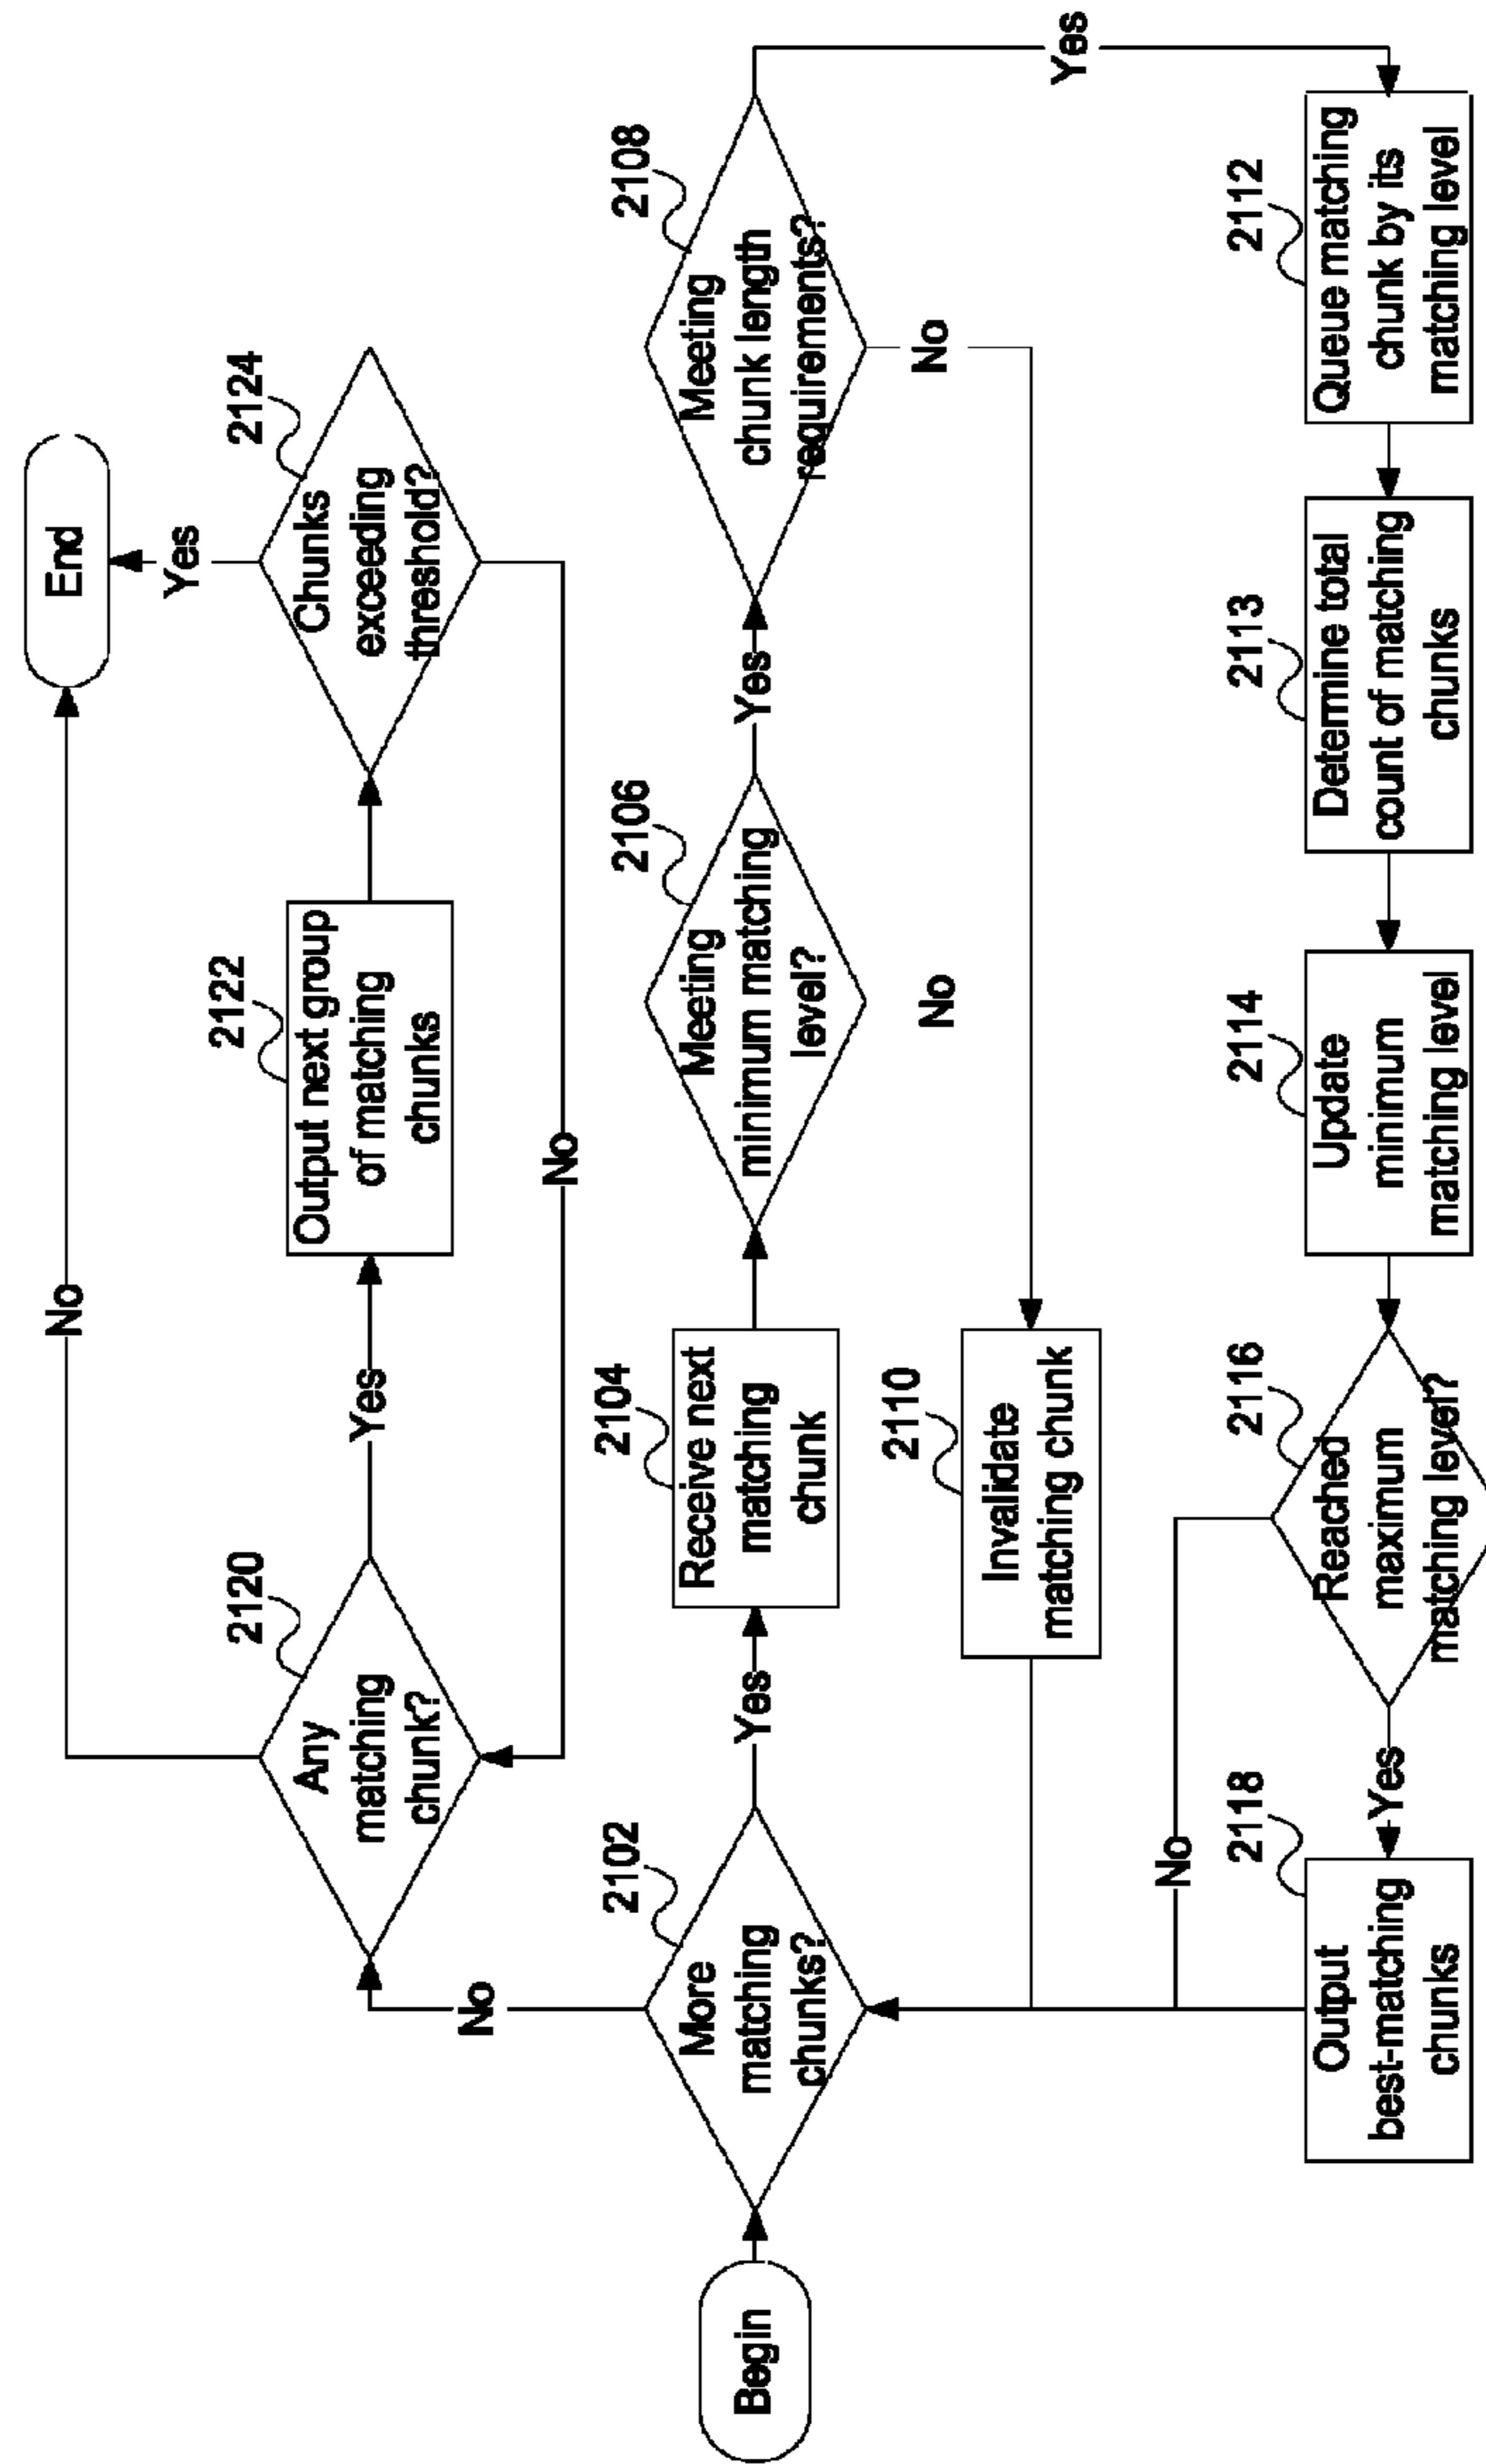 End
No
2120
Any
matching
chunk?
Yes
2122
Output next group
of matching
chunks
2124
Chunks
exceeding
threshold?
Yes
No
No
Begin
2102
More
matching
chunks?
Yes
2104
Receive next
matching
chunk
2106
Meeting
minimum matching
level?
Yes
2108
Meeting
chunk length
requirements?
2110
Invalidate
matching chunk
No
No
Yes
No
2118
Output
best-matching
chunks
Yes
2116
Reached
maximum
matching level?
2114
Update
minimum
matching level
2113
Determine total
count of matching
chunks
2112
Queue matching
chunk by its
matching level